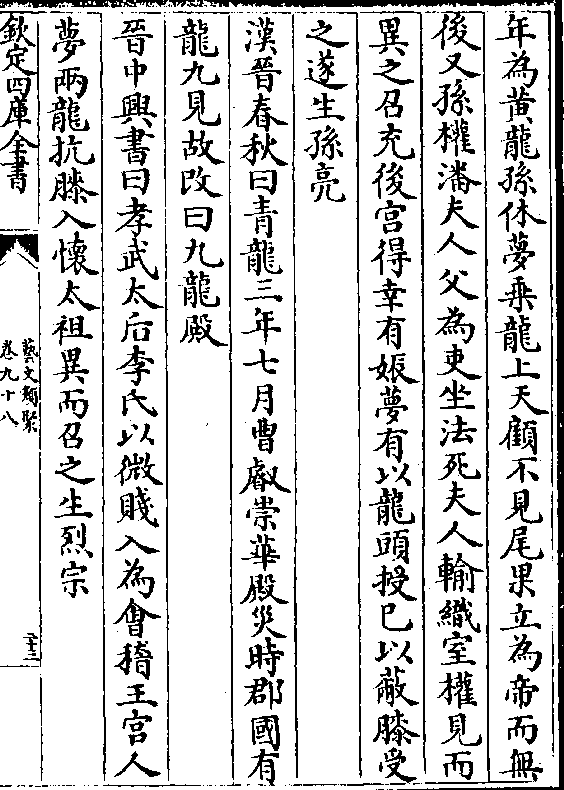 年為黃龍孫休夢乗龍上天顧不見尾果立為帝而無
後又孫權潘夫人父為吏坐法死夫人輸織室權見而
異之召充後宫得幸有娠夢有以龍頭授巳以蔽膝受
之遂生孫亮
漢晉春秋曰青龍三年七月曹叡崇華殿災時郡國有
龍九見故改曰九龍殿
晉中興書曰孝武太后李氏以微賤入為會稽王宫人
夢兩龍抗膝入懷太祖異而召之生烈宗
欽定四庫全書
藝文類聚
卷九十八